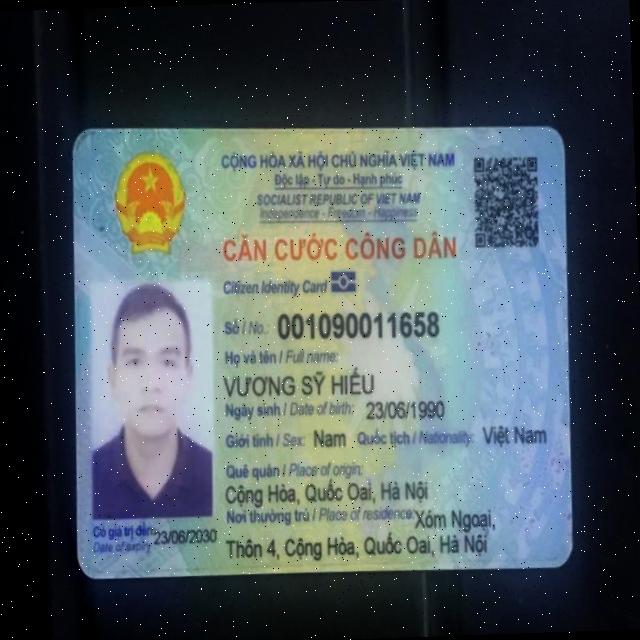 CỘNG HÒA XÃ HỘI CHỦ NGHĨA VIỆT NAM
Độc lập - Tự do - Hạnh phúc
SOCIALIST REPUBLIC OF VIET NAM
Independence - Freedom - Happiness
CĂN CƯỚC CÔNG DÂN
Citizen Identity Card
Số / No.: 001090011658
Họ và tên / Full name:
VƯƠNG SỸ HIẾU
Ngày sinh / Date of birth: 23/06/1990
Giới tính / Sex: Nam Quốc tịch / Nationality: Việt Nam
Quê quán / Place of origin:
Cộng Hòa, Quốc Oai, Hà Nội
Nơi thường trú / Place of residence: Xóm Ngoại,
Thôn 4, Cộng Hòa, Quốc Oai, Hà Nội
Có giá trị đến: 23/06/2030
Date of expiry